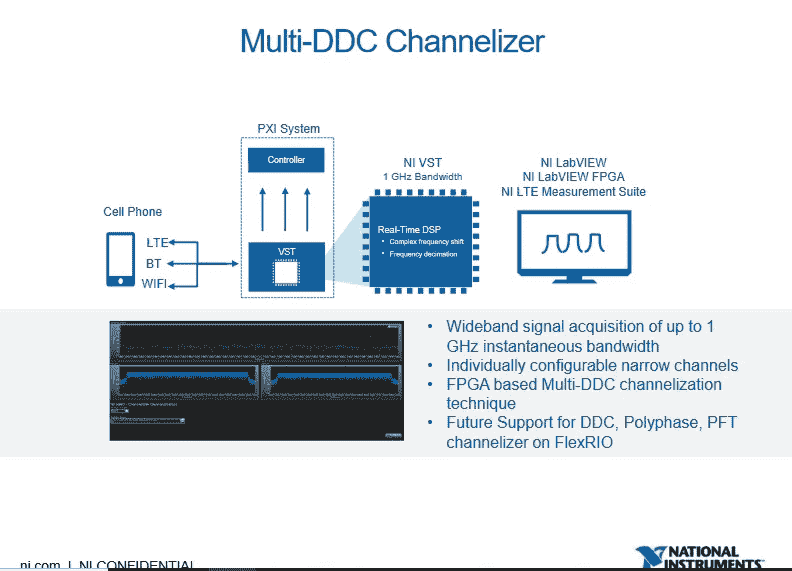 Multi-DDC Channelizer
PXI System
Controller
NI VST
1 GHz Bandwidth
NI LabVIEW
NI LabVIEW FPGA
NI LTE Measurement Suite
Cell Phone
LTE
BT
WIFI
VST
Real-Time DSP
• Complex frequency shift
• Frequency decimation
• Wideband signal acquisition of up to 1
GHz instantaneous bandwidth
• Individually configurable narrow channels
• FPGA based Multi-DDC channelization
technique
• Future Support for DDC, Polyphase, PFT
channelizer on FlexRIO
ni.com | NI CONFIDENTIAL
NATIONAL
INSTRUMENTS